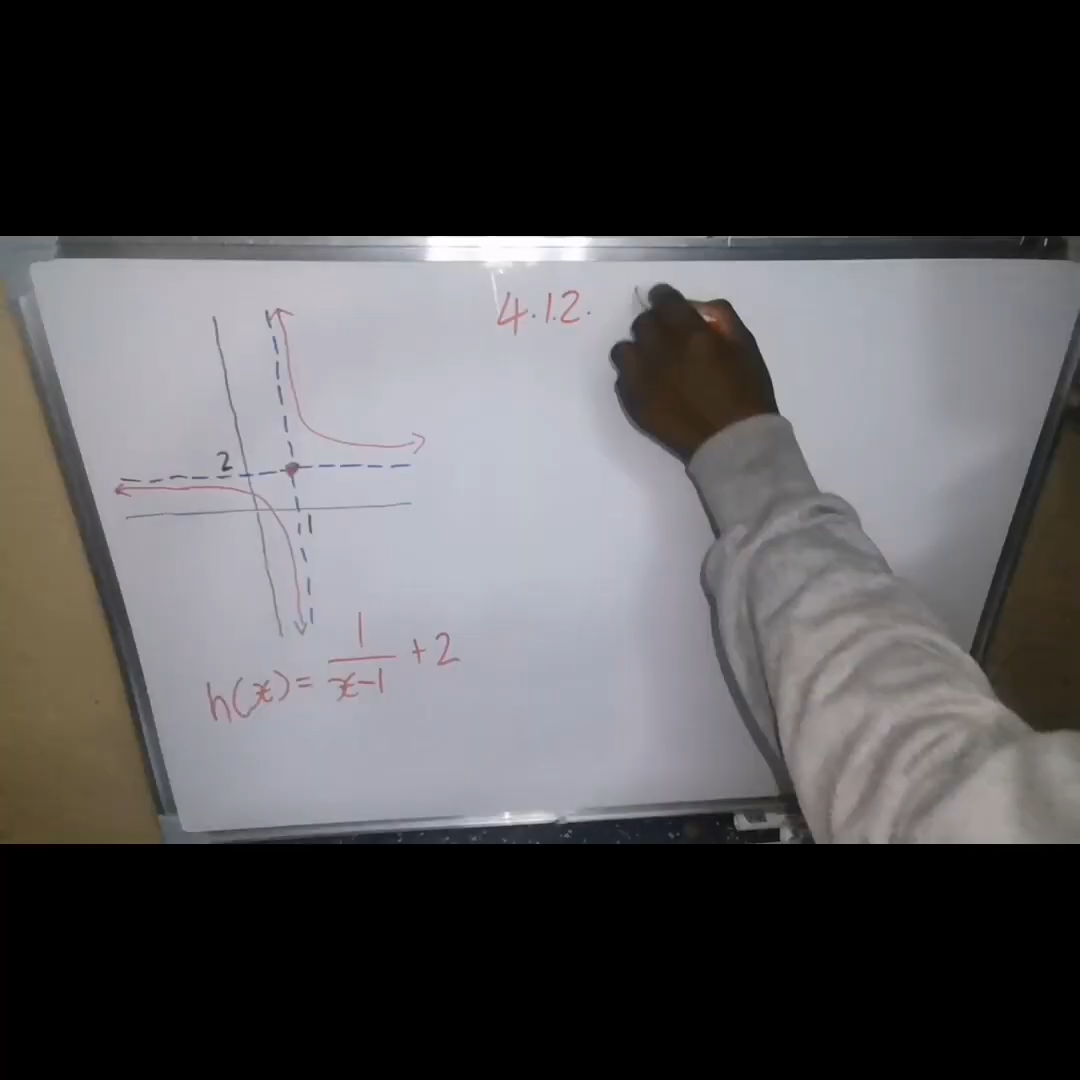 4.1.2.
2
1
h(x) = 1/(x-1) + 2